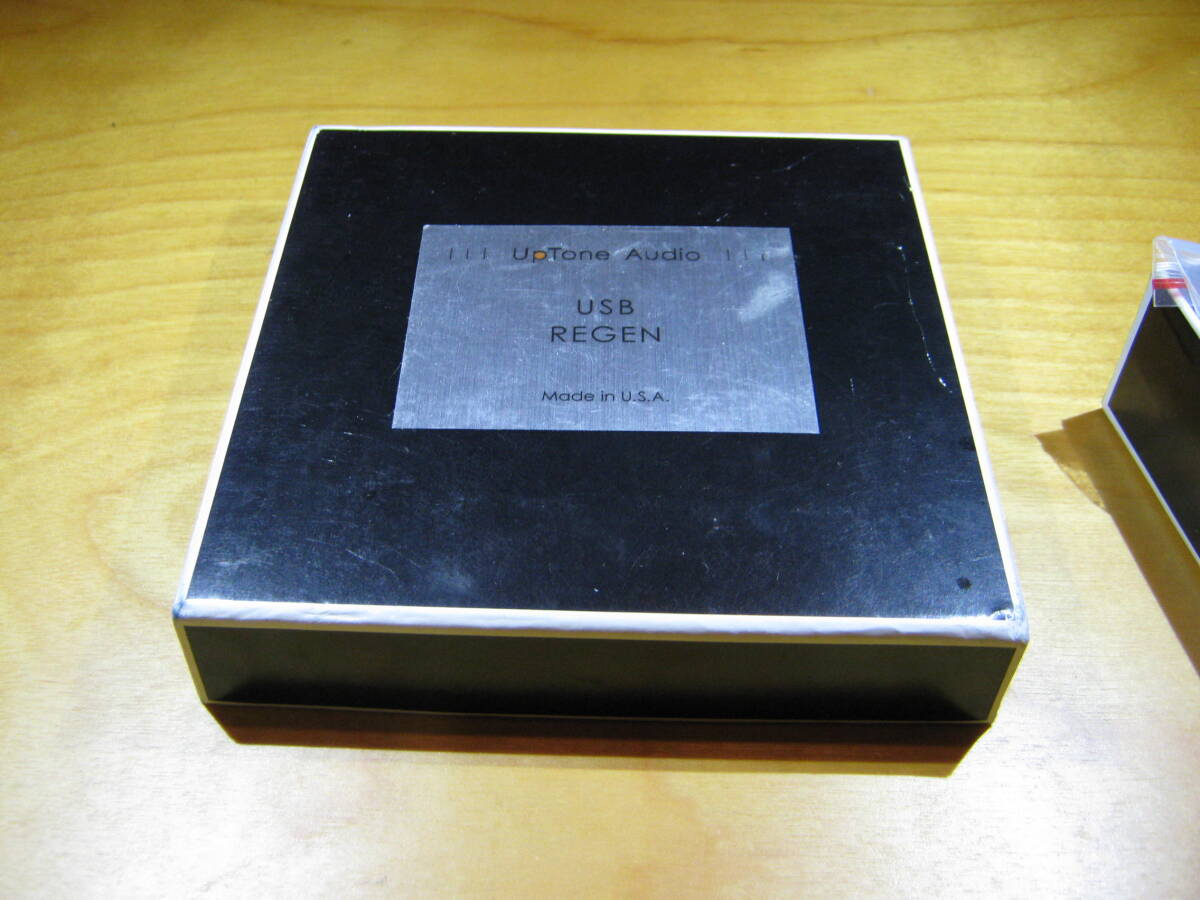 UpTone Audio
USB
REGEN
Made in U.S.A.